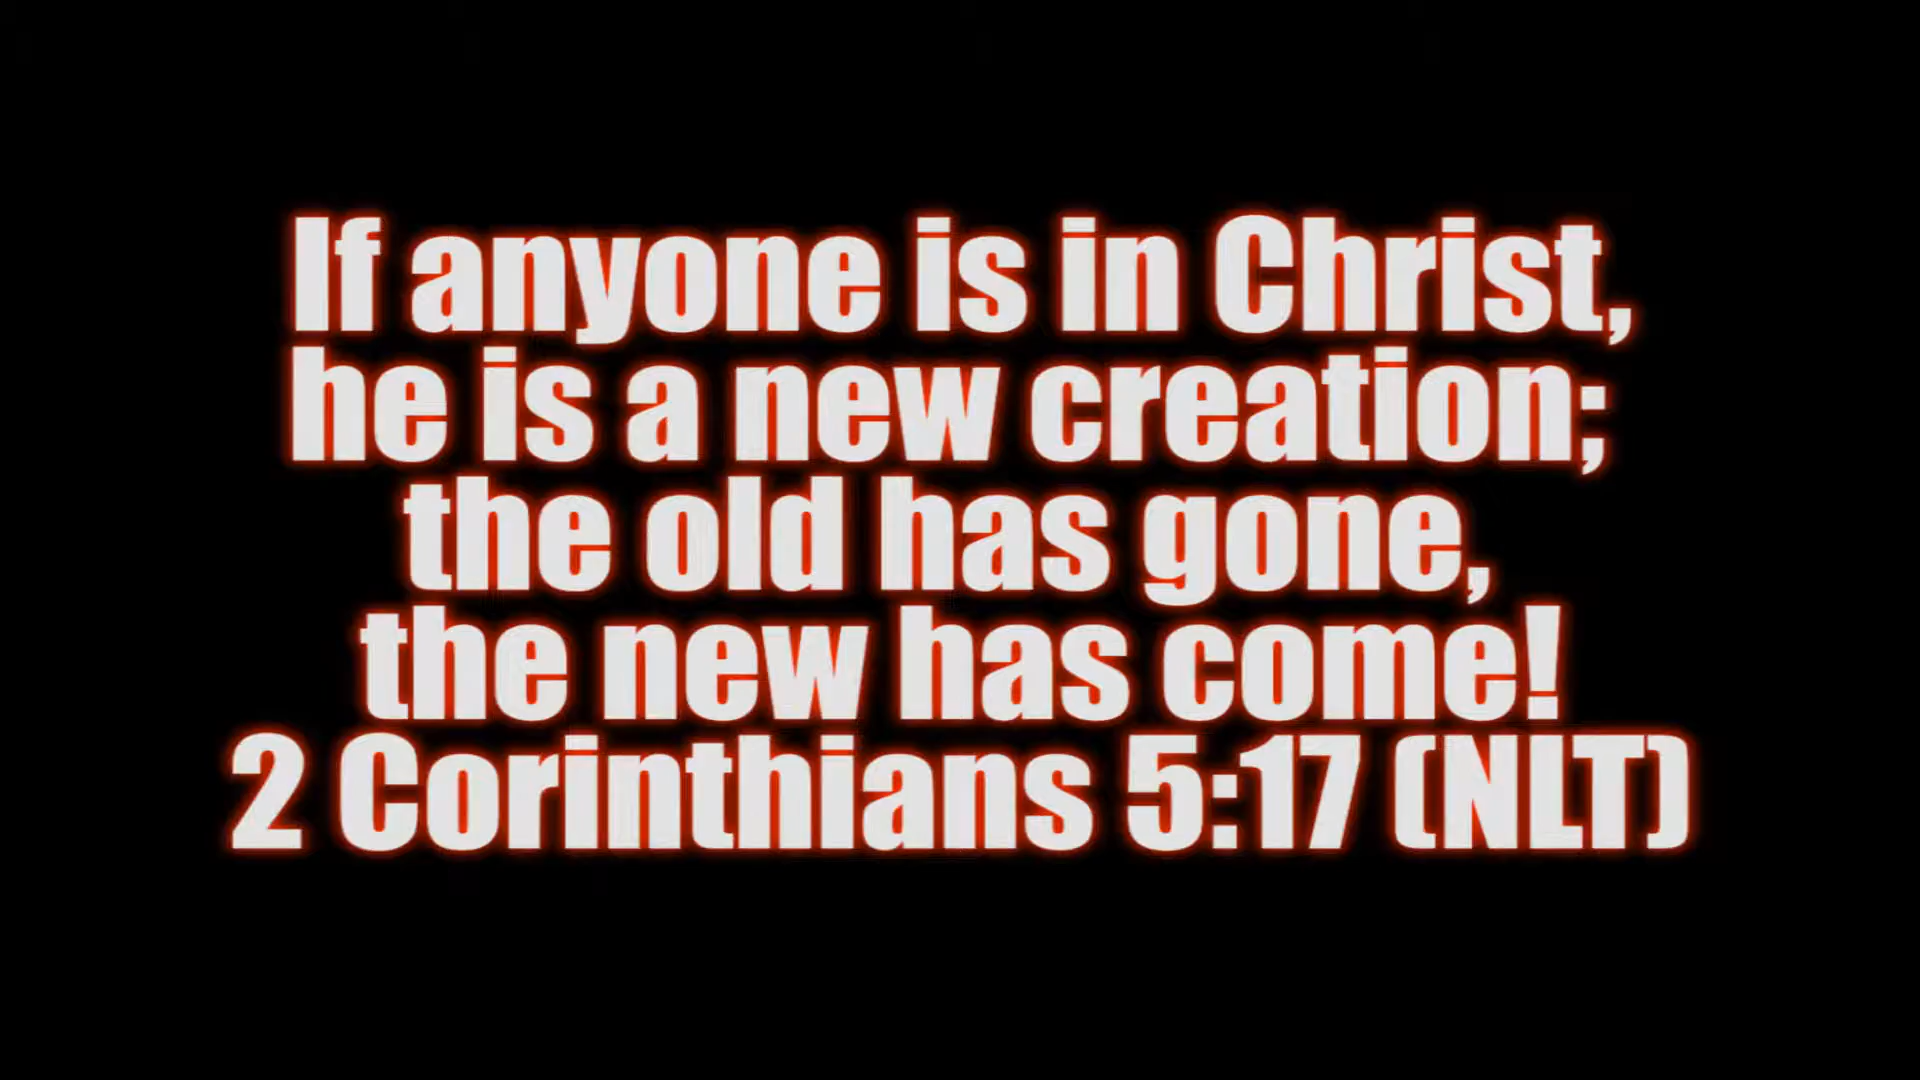 If anyone is in Christ,
he is a new creation;
the old has gone,
the new has come!
2 Corinthians 5:17 (NLT)